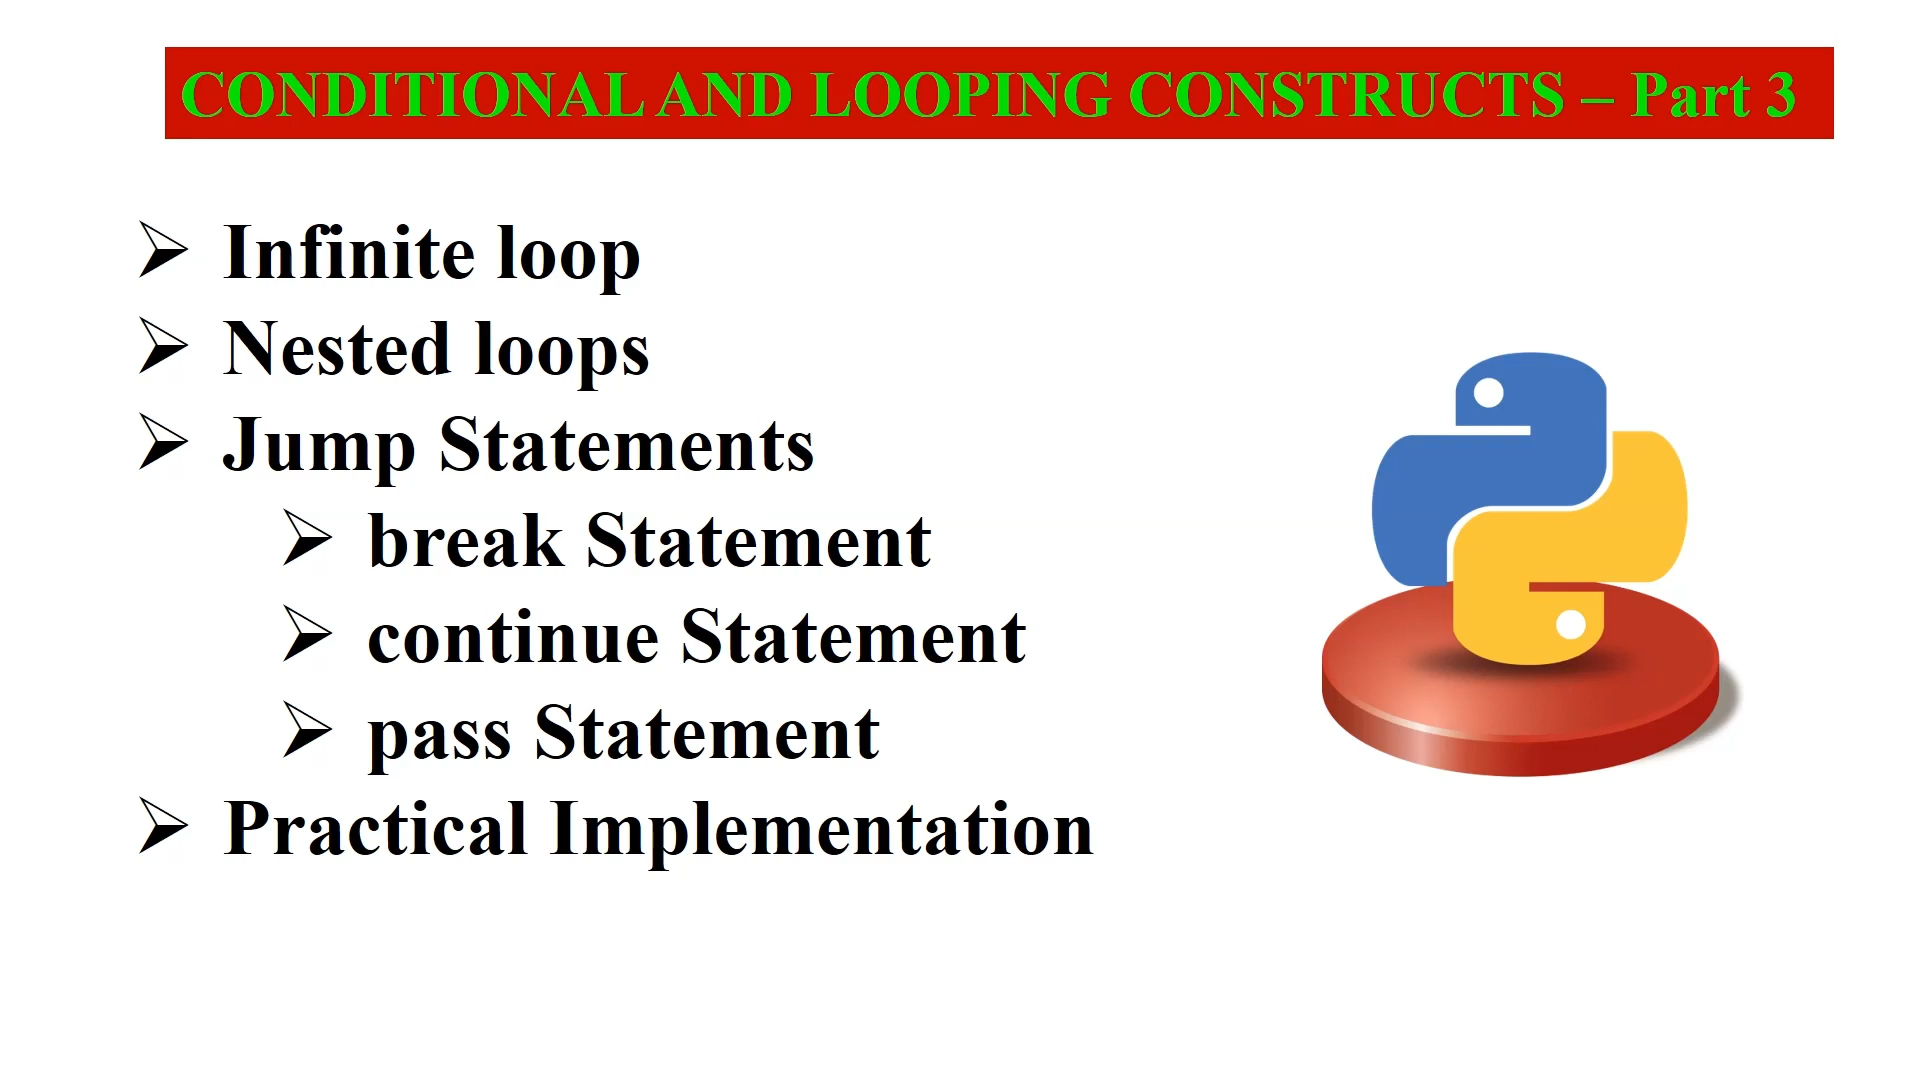 CONDITIONAL AND LOOPING CONSTRUCTS – Part 3
➢ Infinite loop
➢ Nested loops
➢ Jump Statements
➢ break Statement
➢ continue Statement
➢ pass Statement
➢ Practical Implementation